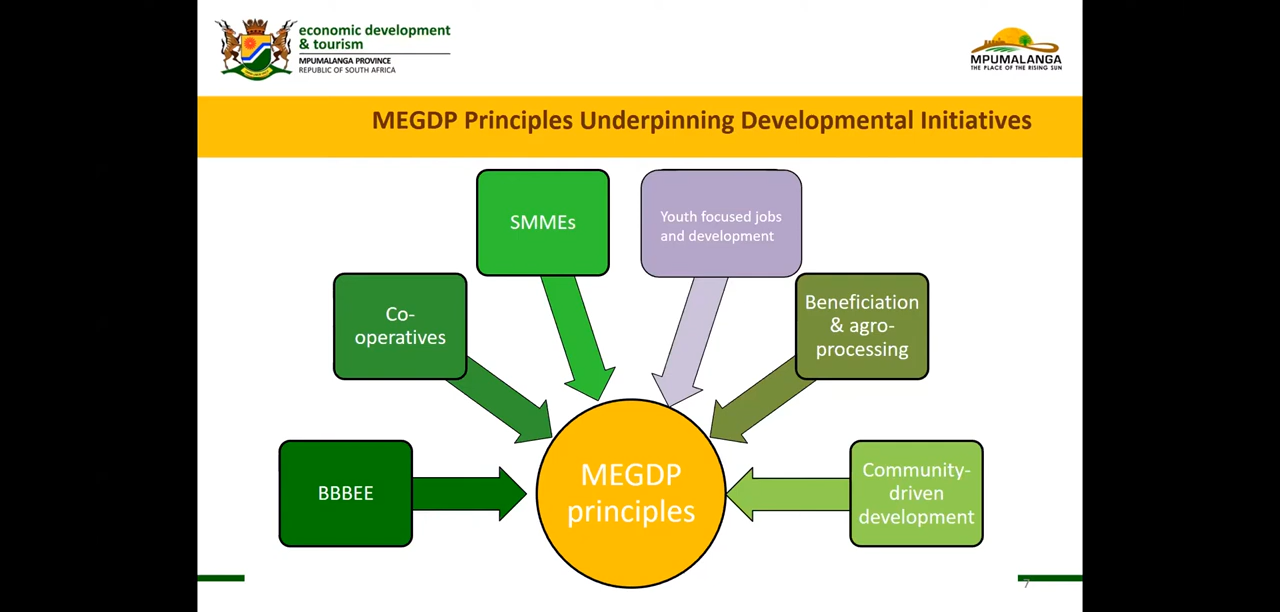 economic development
& tourism
MPUMALANGA PROVINCE
REPUBLIC OF SOUTH AFRICA
MPUMALANGA
THE PLACE OF THE RISING SUN
MEGDP Principles Underpinning Developmental Initiatives
SMMEs
Youth focused jobs
and development
Co-
operatives
Beneficiation
& agro-
processing
BBBEE
MEGDP
principles
Community-
driven
development
7